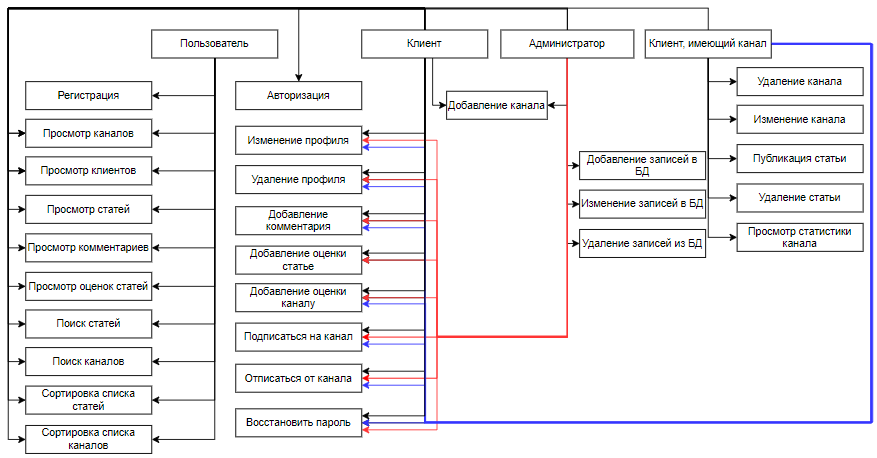 Пользователь
Клиент
Администратор
Клиент, имеющий канал
Регистрация
Просмотр каналов
Просмотр клиентов
Просмотр статей
Просмотр комментариев
Просмотр оценок статей
Поиск статей
Поиск каналов
Сортировка списка
статей
Сортировка списка
каналов
Авторизация
Изменение профиля
Удаление профиля
Добавление
комментария
Добавление оценки
статье
Добавление оценки
каналу
Подписаться на канал
Отписаться от канала
Восстановить пароль
Добавление канала
Добавление записей в
БД
Изменение записей в БД
Удаление записей из БД
Удаление канала
Изменение канала
Публикация статьи
Удаление статьи
Просмотр статистики
канала